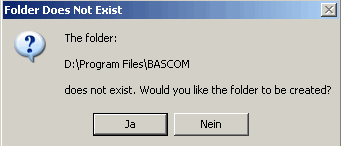 Folder Does Not Exist
The folder:
D:\Program Files\BASCOM
does not exist. Would you like the folder to be created?
Ja
Nein